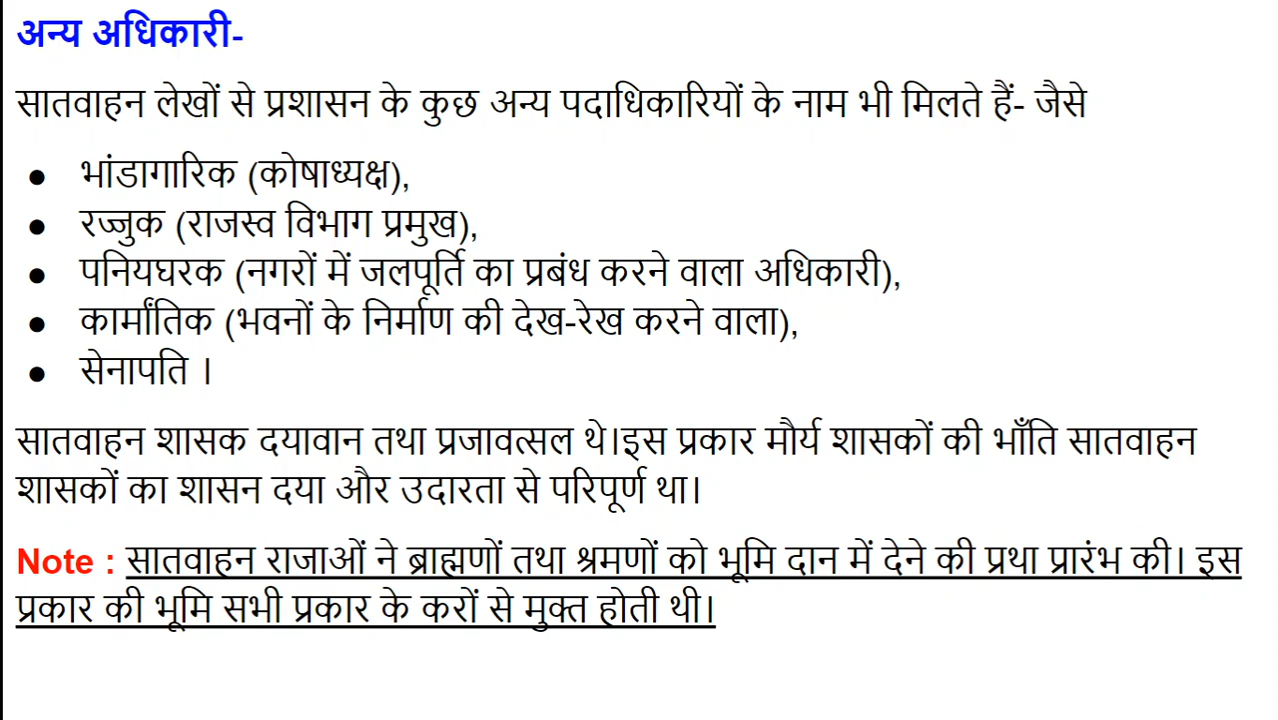 अन्य अधिकारी-
सातवाहन लेखों से प्रशासन के कुछ अन्य पदाधिकारियों के नाम भी मिलते हैं- जैसे
● भांडागारिक (कोषाध्यक्ष),
● रज्जुक (राजस्व विभाग प्रमुख),
● पनियघरक (नगरों में जलपूर्ति का प्रबंध करने वाला अधिकारी),
● कार्मांतिक (भवनों के निर्माण की देख-रेख करने वाला),
● सेनापति ।
सातवाहन शासक दयावान तथा प्रजावत्सल थे।इस प्रकार मौर्य शासकों की भाँति सातवाहन
शासकों का शासन दया और उदारता से परिपूर्ण था।
Note : सातवाहन राजाओं ने ब्राह्मणों तथा श्रमणों को भूमि दान में देने की प्रथा प्रारंभ की। इस
प्रकार की भूमि सभी प्रकार के करों से मुक्त होती थी।